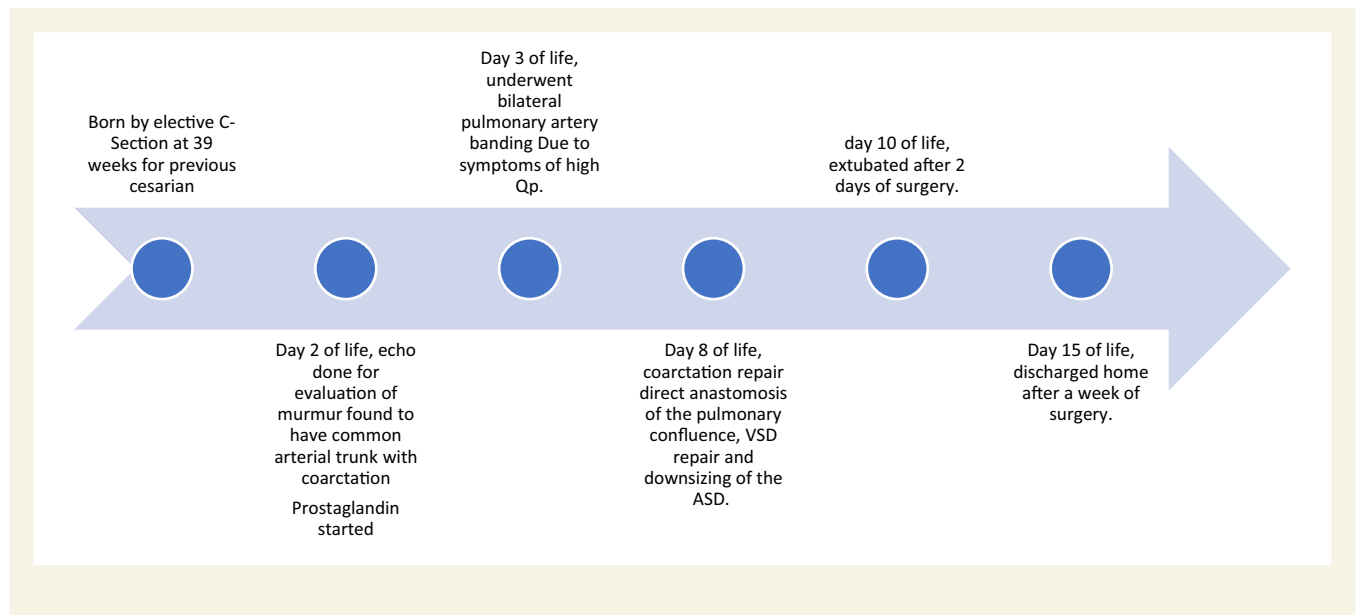 Born by elective C-
Section at 39
weeks for previous
cesarian
Day 2 of life, echo
done for
evaluation of
murmur found to
have common
arterial trunk with
coarctation
Prostaglandin
started
Day 3 of life,
underwent
bilateral
pulmonary artery
banding Due to
symptoms of high
Qp.
Day 8 of life,
coarctation repair
direct anastomosis
of the pulmonary
confluence, VSD
repair and
downsizing of the
ASD.
day 10 of life,
extubated after 2
days of surgery.
Day 15 of life,
discharged home
after a week of
surgery.